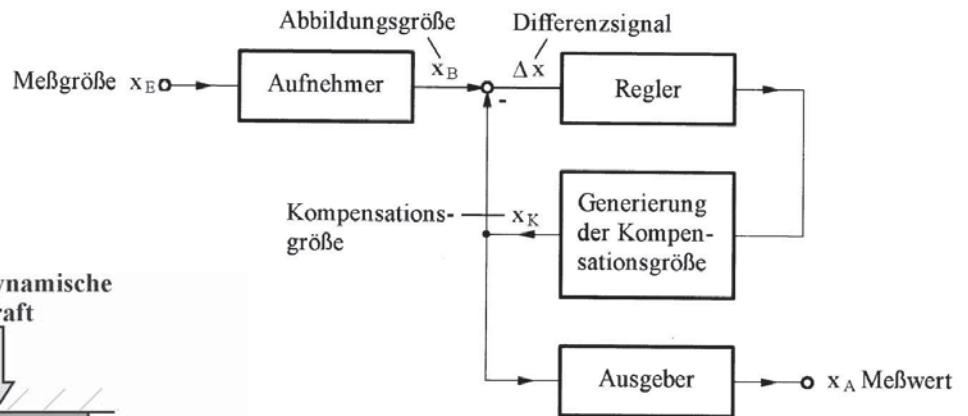 Abbildungsgröße
Differenzsignal
Meßgröße x_E
Aufnehmer
x_B
Δx
-
Regler
Kompensations-
größe
x_K
Generierung
der Kompen-
sationsgröße
Ausgeber
x_A Meßwert
ynamische
raft